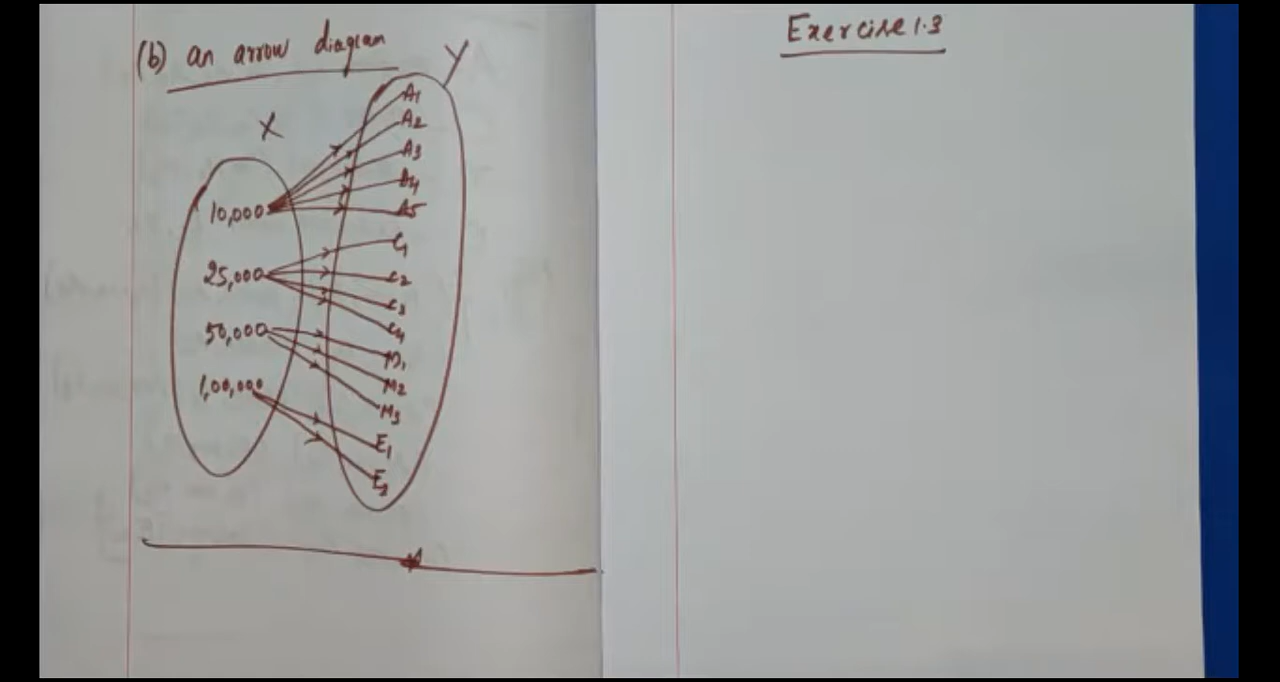 (b) an arrow diagram
X
Y
10,000
25,000
50,000
1,00,000
A1
A2
A3
A4
A5
C1
C2
C3
C4
M1
M2
M3
E1
E2
Exercise 1.3